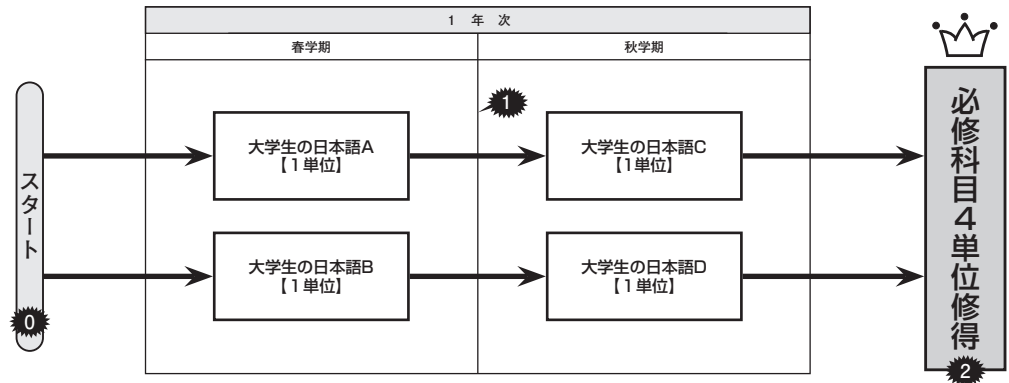 1 年 次
春学期
秋学期
スタート
0
1
大学生の日本語A
【1単位】
大学生の日本語C
【1単位】
大学生の日本語B
【1単位】
大学生の日本語D
【1単位】
必修科目4単位修得
2